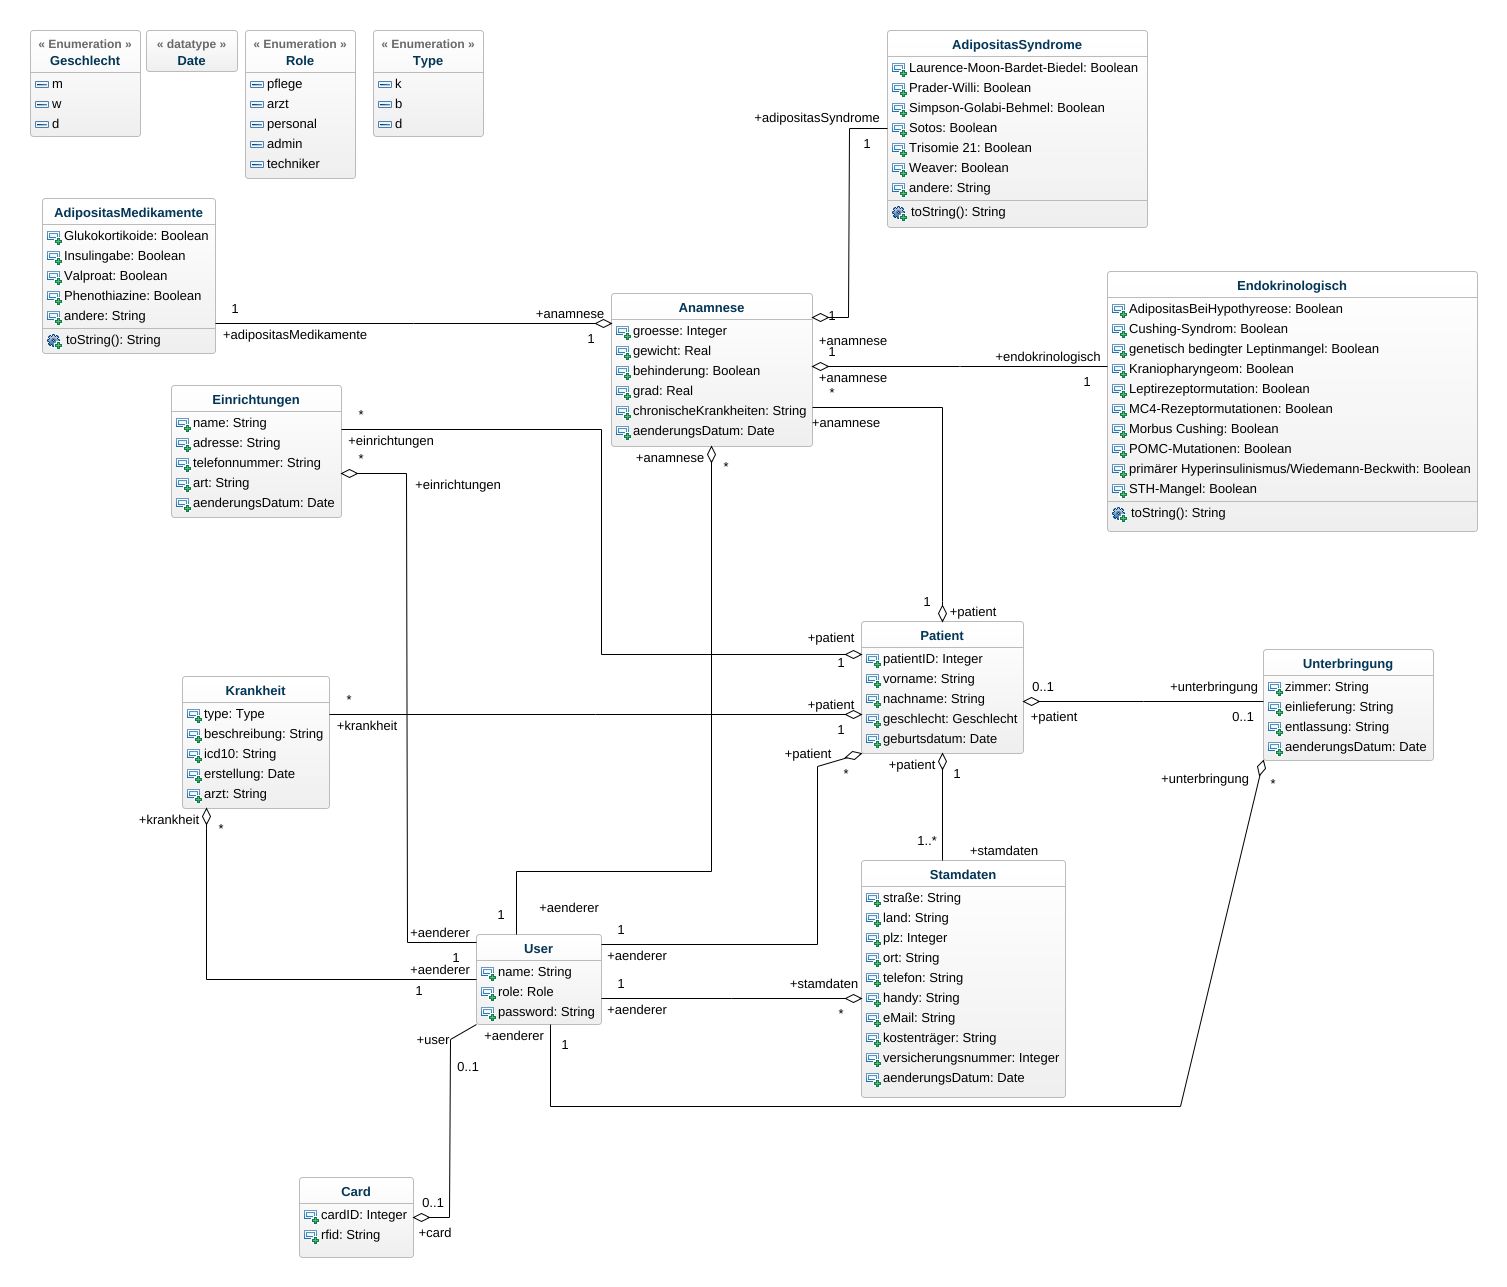 « Enumeration »
Geschlecht
m
w
d
« datatype »
Date
« Enumeration »
Role
pflege
arzt
personal
admin
techniker
« Enumeration »
Type
k
b
d
AdipositasSyndrome
Laurence-Moon-Bardet-Biedel: Boolean
Prader-Willi: Boolean
Simpson-Golabi-Behmel: Boolean
Sotos: Boolean
Trisomie 21: Boolean
Weaver: Boolean
andere: String
toString(): String
+adipositasSyndrome
1
AdipositasMedikamente
Glukokortikoide: Boolean
Insulingabe: Boolean
Valproat: Boolean
Phenothiazine: Boolean
andere: String
toString(): String
1
+adipositasMedikamente
+anamnese
1
Anamnese
groesse: Integer
gewicht: Real
behinderung: Boolean
grad: Real
chronischeKrankheiten: String
aenderungsDatum: Date
1
+anamnese
1
+anamnese
*
+anamnese
+endokrinologisch
1
Endokrinologisch
AdipositasBeiHypothyreose: Boolean
Cushing-Syndrom: Boolean
genetisch bedingter Leptinmangel: Boolean
Kraniopharyngeom: Boolean
Leptirezeptormutation: Boolean
MC4-Rezeptormutationen: Boolean
Morbus Cushing: Boolean
POMC-Mutationen: Boolean
primärer Hyperinsulinismus/Wiedemann-Beckwith: Boolean
STH-Mangel: Boolean
toString(): String
Einrichtungen
name: String
adresse: String
telefonnummer: String
art: String
aenderungsDatum: Date
*
+einrichtungen
*
+einrichtungen
+anamnese
*
1
+patient
+patient
1
Patient
patientID: Integer
vorname: String
nachname: String
geschlecht: Geschlecht
geburtsdatum: Date
+patient
1
+patient
*
+patient
1
0..1
+patient
+unterbringung
0..1
Unterbringung
zimmer: String
einlieferung: String
entlassung: String
aenderungsDatum: Date
+unterbringung
*
Krankheit
type: Type
beschreibung: String
icd10: String
erstellung: Date
arzt: String
*
+krankheit
+krankheit
*
1..*
+stamdaten
Stamdaten
straße: String
land: String
plz: Integer
ort: String
telefon: String
handy: String
eMail: String
kostenträger: String
versicherungsnummer: Integer
aenderungsDatum: Date
+stamdaten
*
1
+aenderer
+aenderer
1
+aenderer
1
User
name: String
role: Role
password: String
1
+aenderer
1
+aenderer
+aenderer
1
+user
0..1
0..1
+card
Card
cardID: Integer
rfid: String